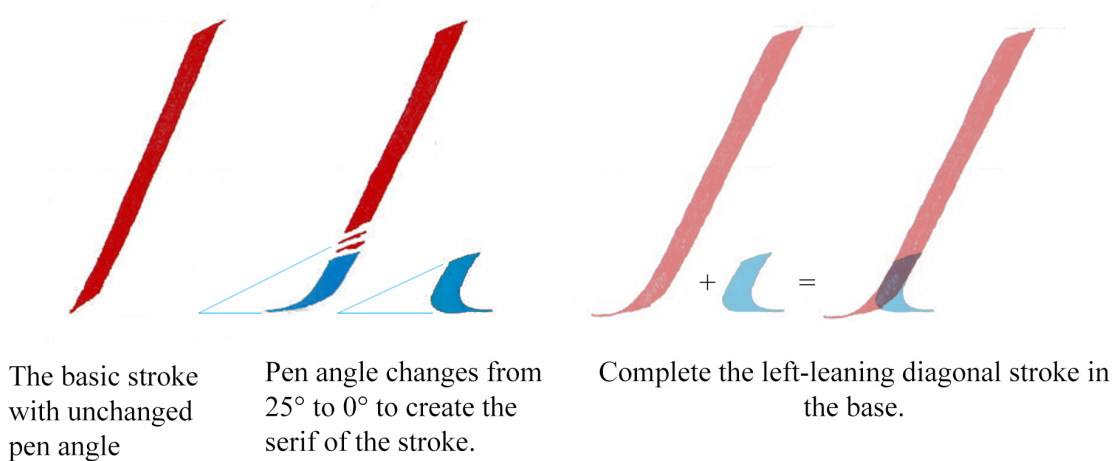 + =
The basic stroke
with unchanged
pen angle
Pen angle changes from
25° to 0° to create the
serif of the stroke.
Complete the left-leaning diagonal stroke in
the base.